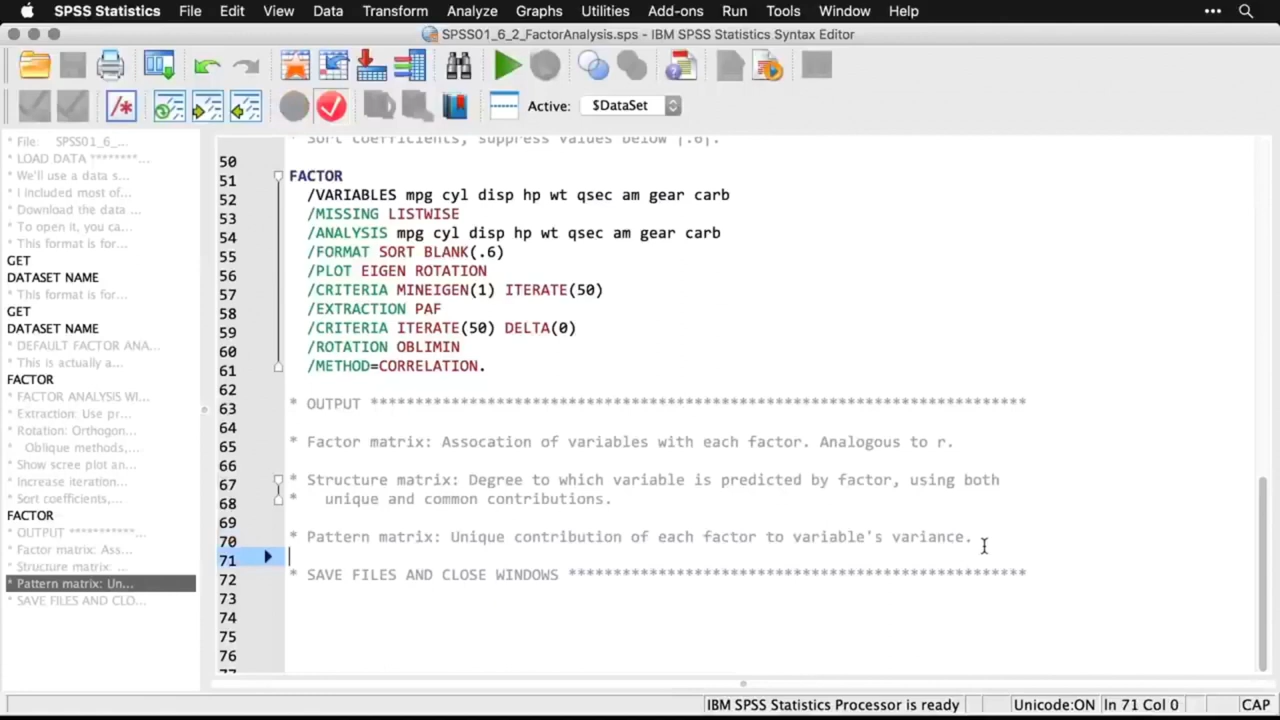 SPSS Statistics File Edit View Data Transform Analyze Graphs Utilities Add-ons Run Tools Window Help
SPSS01_6_2_FactorAnalysis.sps - IBM SPSS Statistics Syntax Editor
Active: $DataSet
* File: SPSS01_6_...
* LOAD DATA ********...
* We'll use a data s...
* I included most of...
* Download the data ...
* To open it, you ca...
* This format is for...
GET
DATASET NAME
* This format is for...
GET
DATASET NAME
* DEFAULT FACTOR ANA...
* This is actually a...
FACTOR
* FACTOR ANALYSIS WI...
* Extraction: Use pr...
* Rotation: Orthogon...
* Oblique methods,...
* Show scree plot an...
* Increase iteration...
* Sort coefficients,...
FACTOR
* OUTPUT ***********...
* Factor matrix: Ass...
* Structure matrix: ...
* Pattern matrix: Un...
* SAVE FILES AND CLO...
* Sort coefficients, suppress values below |.6|.
50
51 FACTOR
52 /VARIABLES mpg cyl disp hp wt qsec am gear carb
53 /MISSING LISTWISE
54 /ANALYSIS mpg cyl disp hp wt qsec am gear carb
55 /FORMAT SORT BLANK(.6)
56 /PLOT EIGEN ROTATION
57 /CRITERIA MINEIGEN(1) ITERATE(50)
58 /EXTRACTION PAF
59 /CRITERIA ITERATE(50) DELTA(0)
60 /ROTATION OBLIMIN
61 /METHOD=CORRELATION.
62
63 * OUTPUT *************************************************************************
64
65 * Factor matrix: Assocation of variables with each factor. Analogous to r.
66
67 * Structure matrix: Degree to which variable is predicted by factor, using both
68 * unique and common contributions.
69
70 * Pattern matrix: Unique contribution of each factor to variable's variance.
71
72 * SAVE FILES AND CLOSE WINDOWS ***************************************************
73
74
75
76
77
IBM SPSS Statistics Processor is ready Unicode:ON In 71 Col 0 CAP